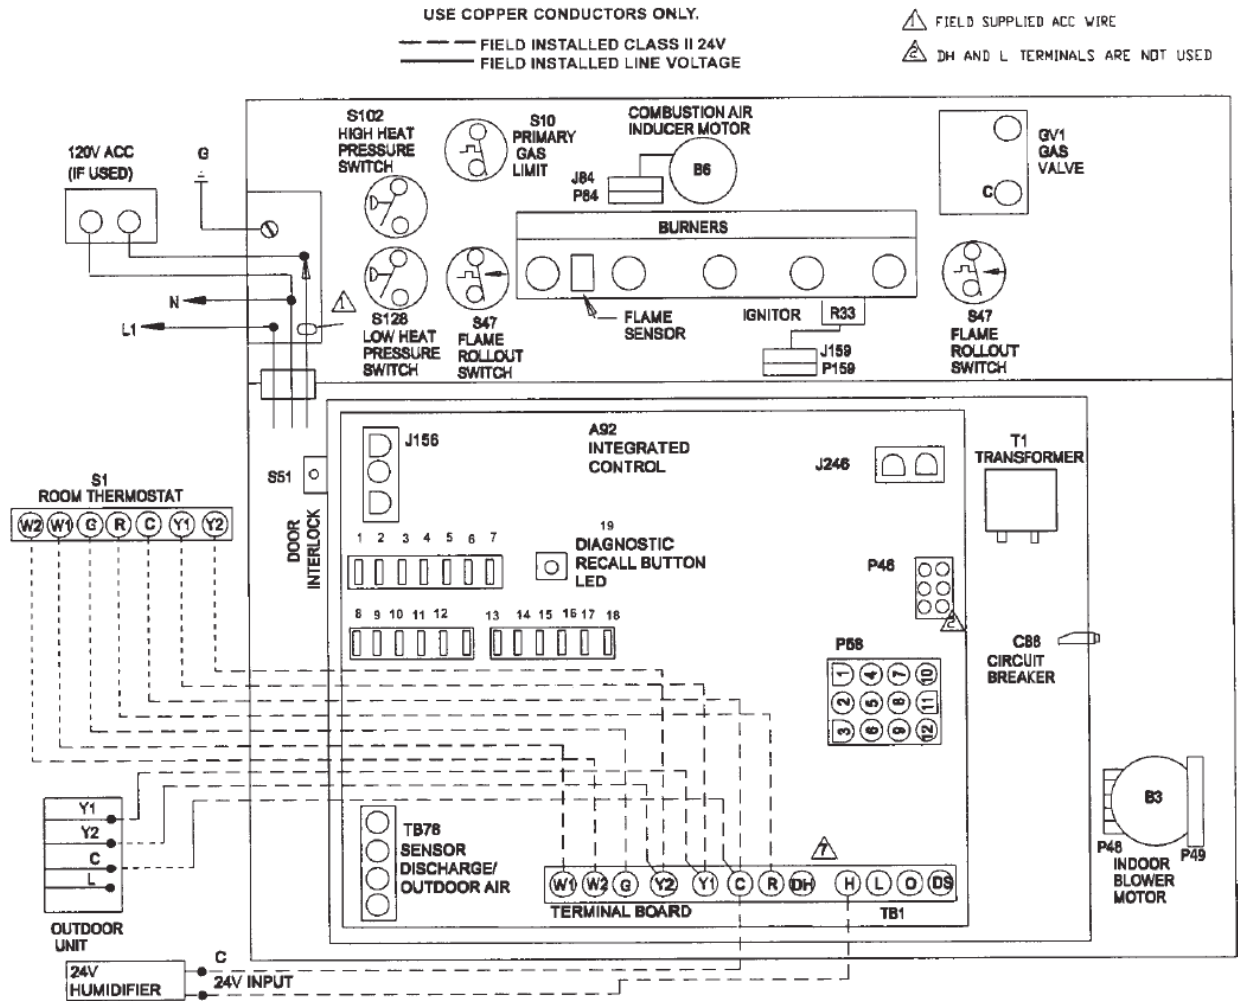 USE COPPER CONDUCTORS ONLY.
FIELD INSTALLED CLASS II 24V
FIELD INSTALLED LINE VOLTAGE
1 FIELD SUPPLIED ACC WIRE
2 DH AND L TERMINALS ARE NOT USED
120V ACC
(IF USED)
G
N
L1
1
S102
HIGH HEAT
PRESSURE
SWITCH
S10
PRIMARY
GAS
LIMIT
COMBUSTION AIR
INDUCER MOTOR
B6
J84
P84
GV1
GAS
VALVE
C
BURNERS
S128
LOW HEAT
PRESSURE
SWITCH
S47
FLAME
ROLLOUT
SWITCH
FLAME
SENSOR
IGNITOR
R33
J159
P159
S47
FLAME
ROLLOUT
SWITCH
S1
ROOM THERMOSTAT
W2 W1 G R C Y1 Y2
S51
DOOR
INTERLOCK
J156
A92
INTEGRATED
CONTROL
J246
T1
TRANSFORMER
1 2 3 4 5 6 7
19
DIAGNOSTIC
RECALL BUTTON
LED
P46
2
8 9 10 11 12
13 14 15 16 17 18
P58
1 4 7 10
2 5 8 11
3 6 9 12
C88
CIRCUIT
BREAKER
B3
P48
P49
INDOOR
BLOWER
MOTOR
Y1
Y2
C
L
OUTDOOR
UNIT
TB78
SENSOR
DISCHARGE/
OUTDOOR AIR
7
W1 W2 G Y2 Y1 C R DH H L O DS
TERMINAL BOARD
TB1
24V
HUMIDIFIER
C
24V INPUT